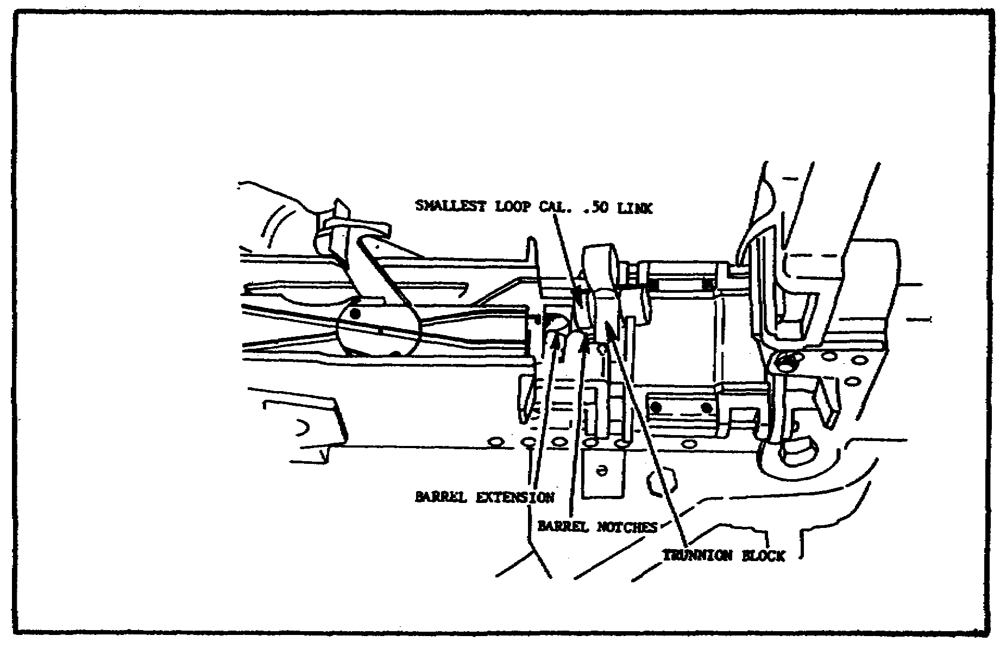 SMALLEST LOOP CAL. .50 LINK
BARREL EXTENSION
BARREL NOTCHES
TRUNNION BLOCK